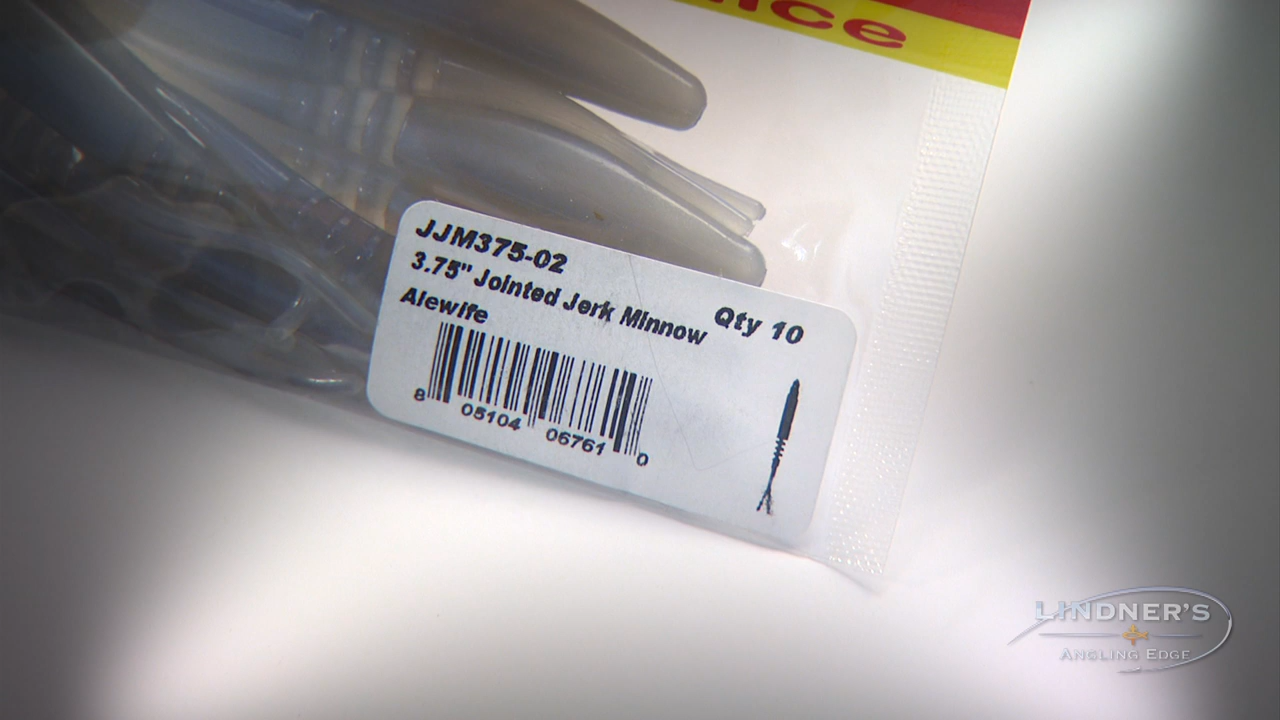 JJM375-02
3.75" Jointed Jerk Minnow
Alewife
Qty 10
8 05104 06761 0
LINDNER'S
ANGLING EDGE